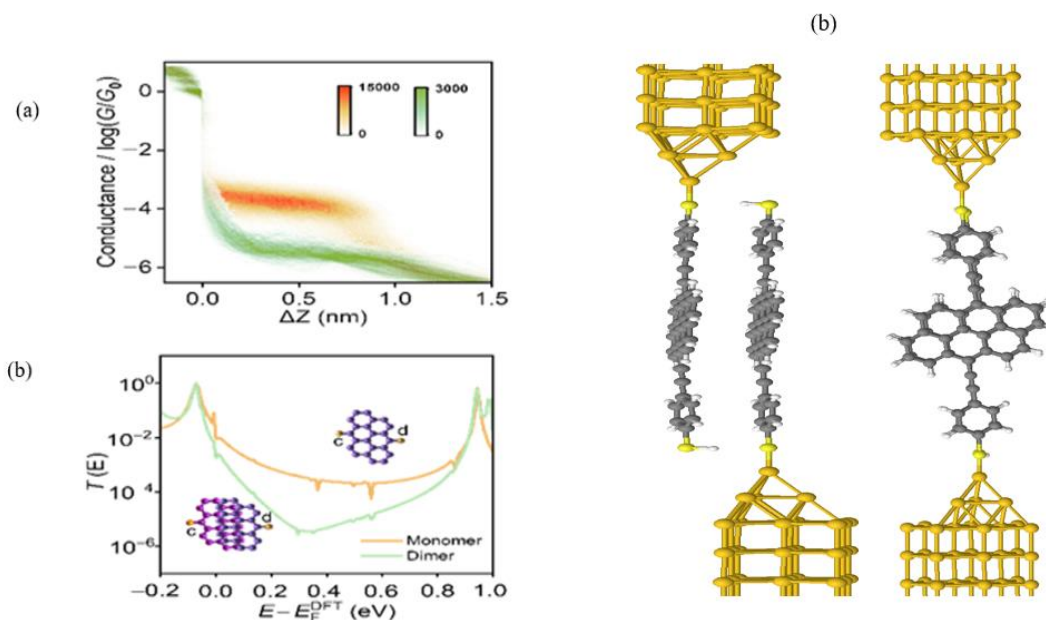 (a)
Conductance / log(G/G₀)
0
−2
−4
−6
15000
0
3000
0
0.0
0.5
1.0
1.5
ΔZ (nm)
(b)
T(E)
10⁰
10⁻²
10⁻⁴
10⁻⁶
c
d
c
d
Monomer
Dimer
−0.2
0.0
0.2
0.4
0.6
0.8
1.0
E − E_F^DFT (eV)
(b)